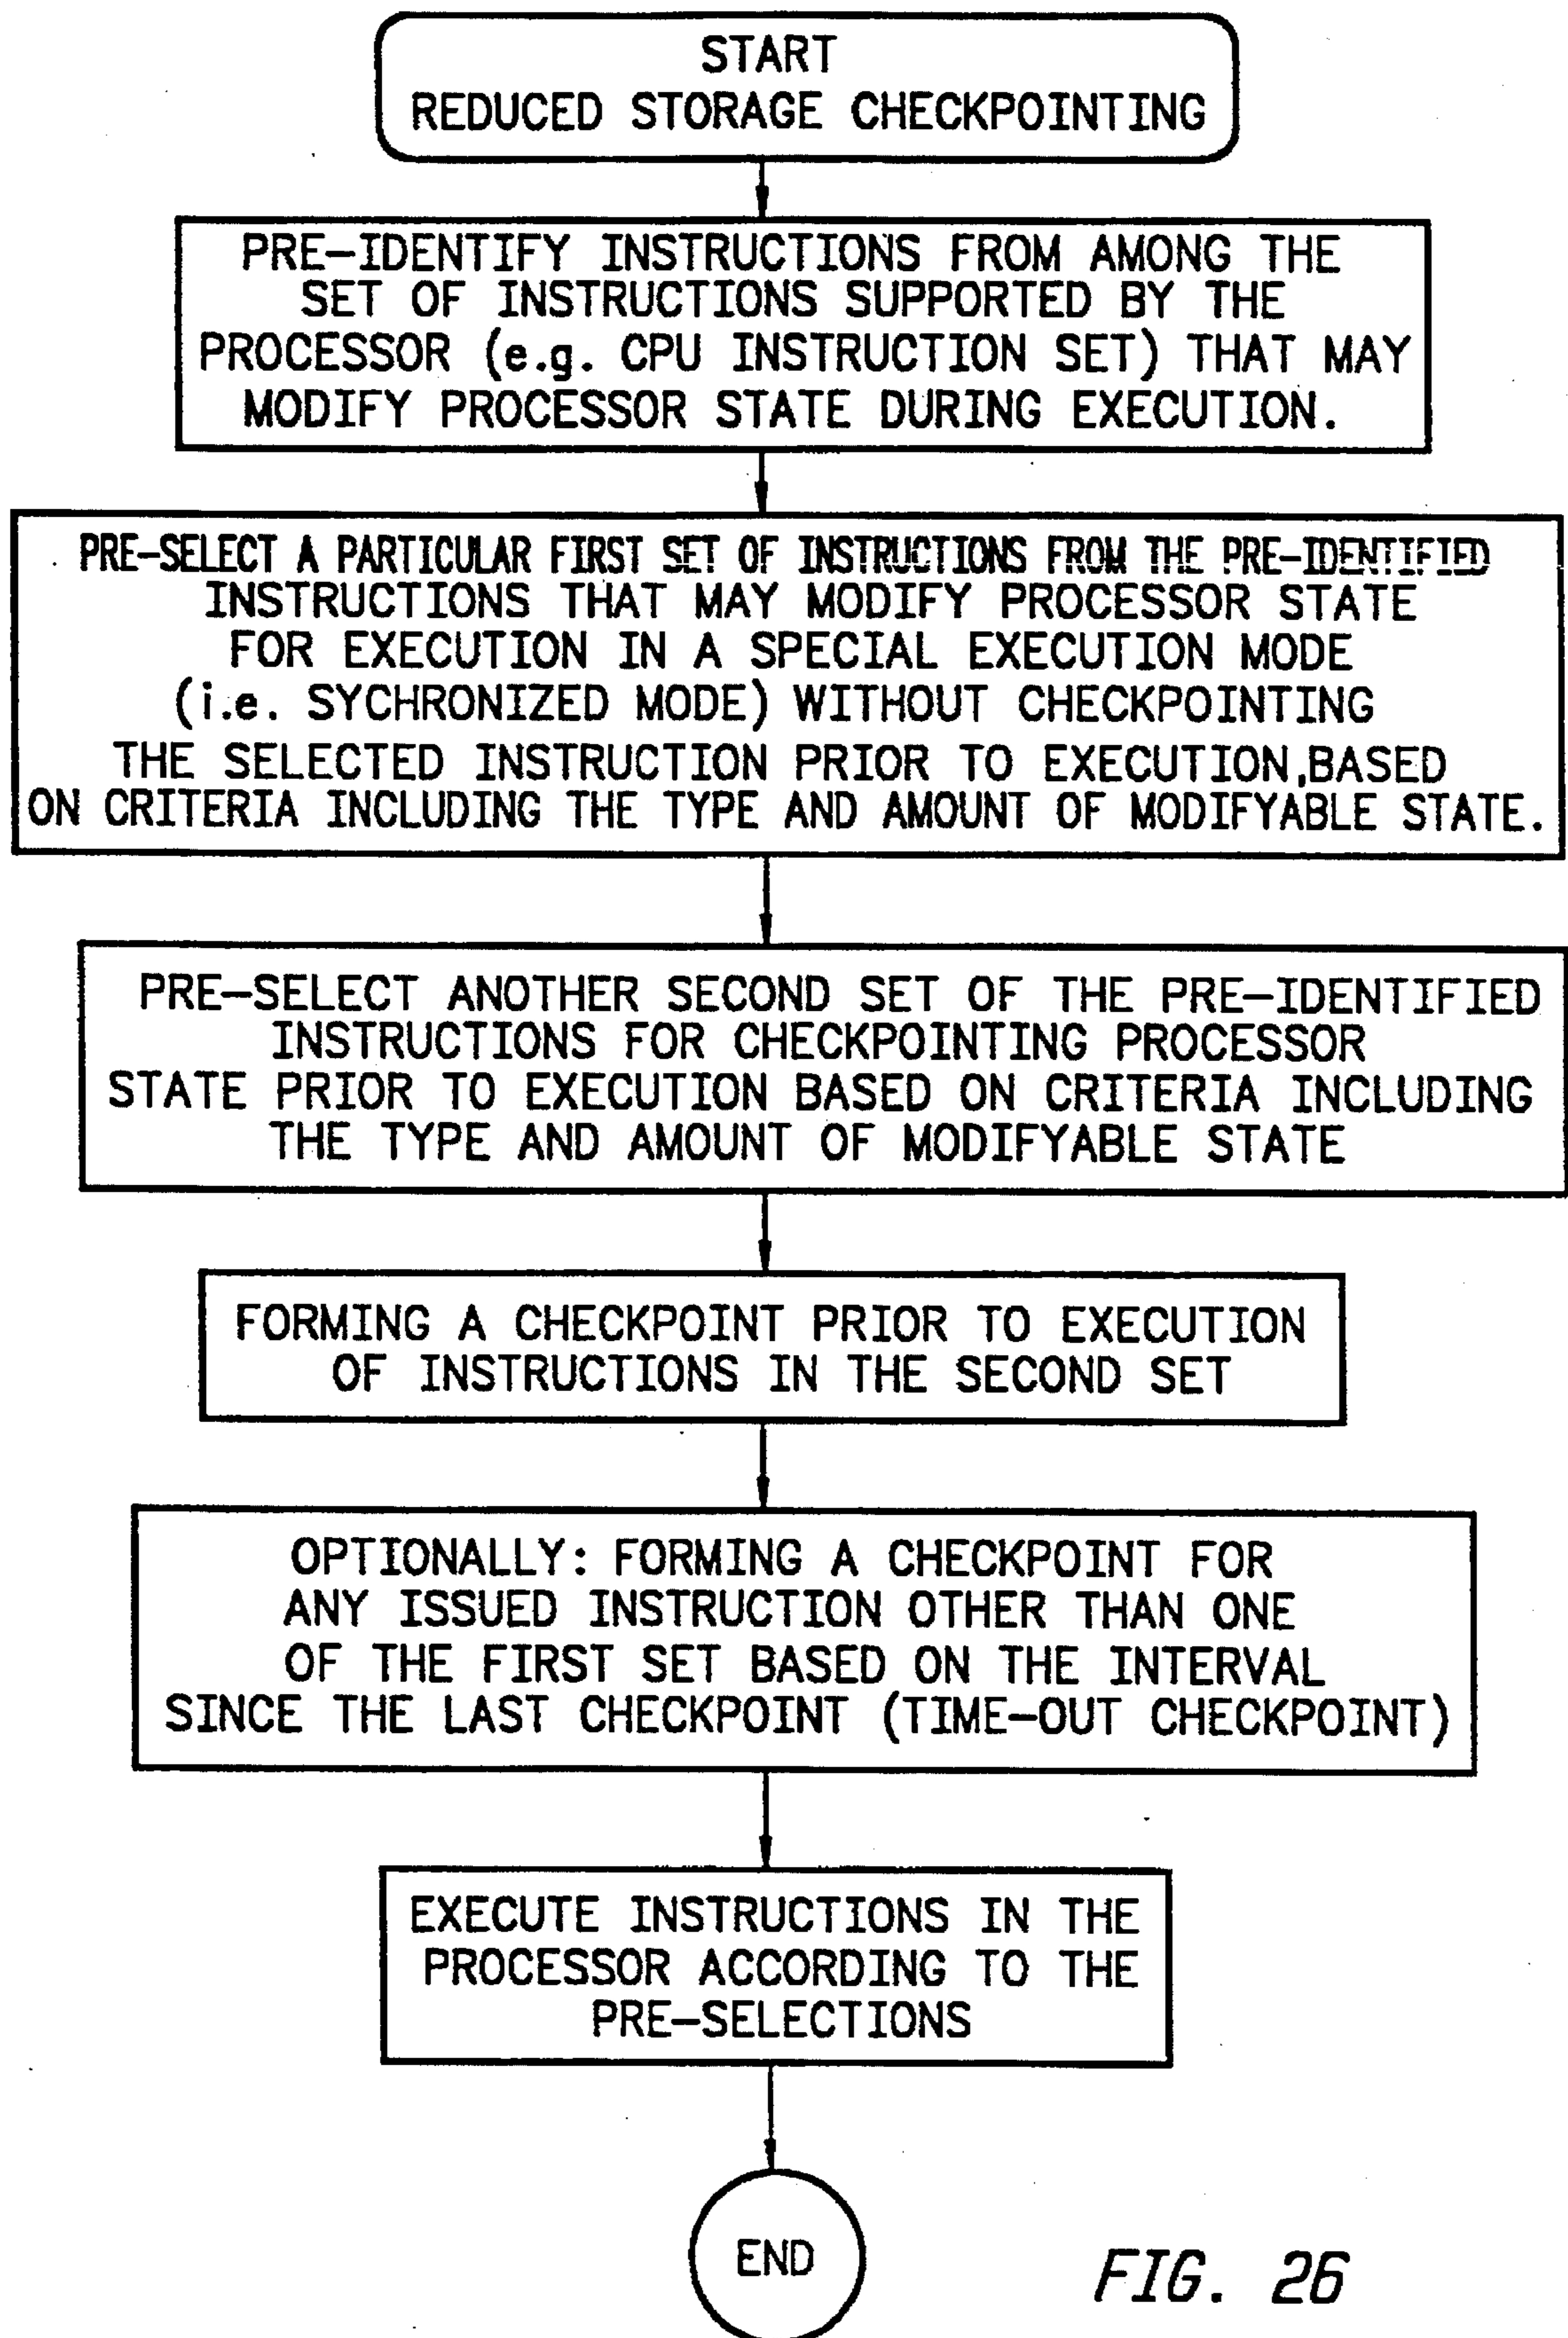 START
REDUCED STORAGE CHECKPOINTING
PRE-IDENTIFY INSTRUCTIONS FROM AMONG THE
SET OF INSTRUCTIONS SUPPORTED BY THE
PROCESSOR (e.g. CPU INSTRUCTION SET) THAT MAY
MODIFY PROCESSOR STATE DURING EXECUTION.
PRE-SELECT A PARTICULAR FIRST SET OF INSTRUCTIONS FROM THE PRE-IDENTIFIED
INSTRUCTIONS THAT MAY MODIFY PROCESSOR STATE
FOR EXECUTION IN A SPECIAL EXECUTION MODE
(i.e. SYCHRONIZED MODE) WITHOUT CHECKPOINTING
THE SELECTED INSTRUCTION PRIOR TO EXECUTION,BASED
ON CRITERIA INCLUDING THE TYPE AND AMOUNT OF MODIFYABLE STATE.
PRE-SELECT ANOTHER SECOND SET OF THE PRE-IDENTIFIED
INSTRUCTIONS FOR CHECKPOINTING PROCESSOR
STATE PRIOR TO EXECUTION BASED ON CRITERIA INCLUDING
THE TYPE AND AMOUNT OF MODIFYABLE STATE
FORMING A CHECKPOINT PRIOR TO EXECUTION
OF INSTRUCTIONS IN THE SECOND SET
OPTIONALLY: FORMING A CHECKPOINT FOR
ANY ISSUED INSTRUCTION OTHER THAN ONE
OF THE FIRST SET BASED ON THE INTERVAL
SINCE THE LAST CHECKPOINT (TIME-OUT CHECKPOINT)
EXECUTE INSTRUCTIONS IN THE
PROCESSOR ACCORDING TO THE
PRE-SELECTIONS
END
FIG. 26